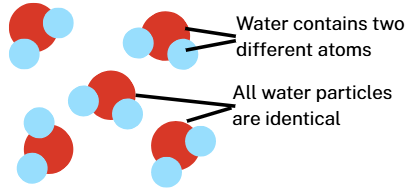 Water contains two
different atoms
All water particles
are identical